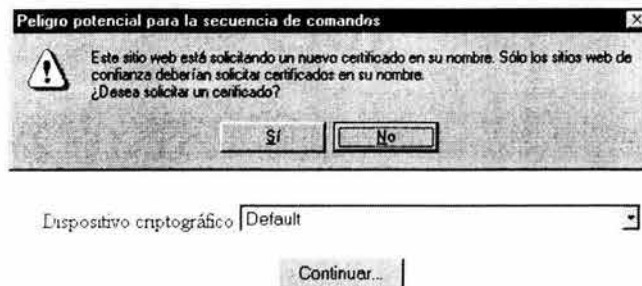 Peligro potencial para la secuencia de comandos
Este sitio web está solicitando un nuevo certificado en su nombre. Sólo los sitios web de
confianza deberían solicitar certificados en su nombre.
¿Desea solicitar un certificado?
Sí No
Dispositivo criptográfico Default
Continuar...